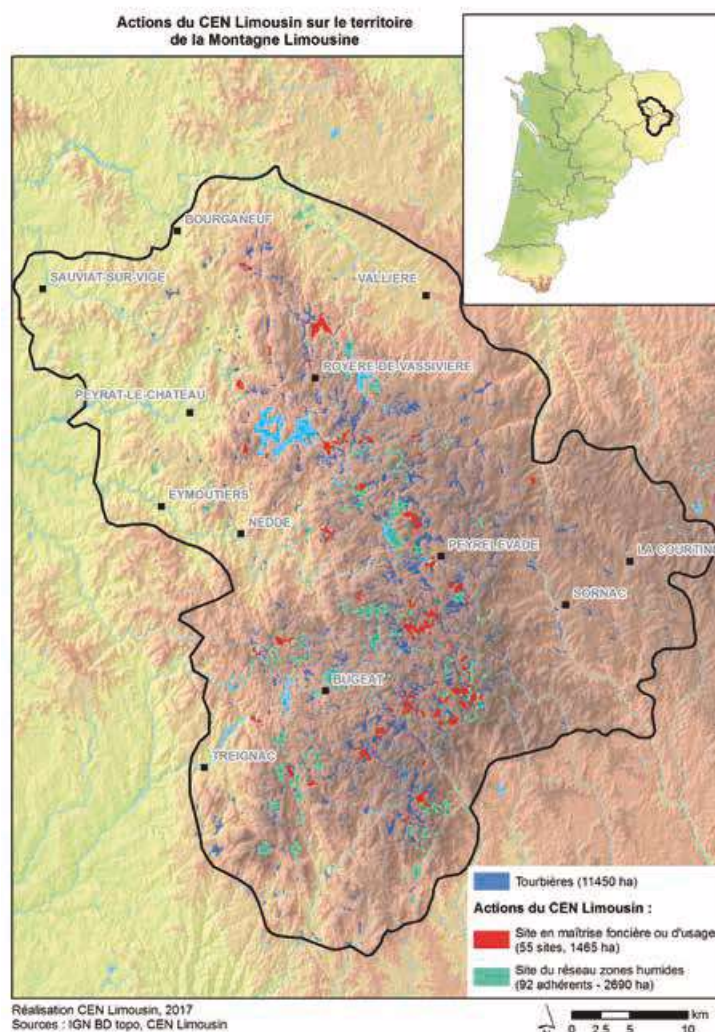 Actions du CEN Limousin sur le territoire
de la Montagne Limousine
BOURGANEUF
SAUVIAT-SUR-VIGE
VALLIERE
ROYERE-DE-VASSIVIERE
PEYRAT-LE-CHATEAU
EYMOUTIERS
NEDDE
PEYRELEVADE
LA COURTINE
SORNAC
BUGEAT
TREIGNAC
Tourbières (11450 ha)
Actions du CEN Limousin :
Site en maîtrise foncière ou d'usage
(55 sites, 1465 ha)
Site du réseau zones humides
(92 adhérents - 2690 ha)
Réalisation CEN Limousin, 2017
Sources : IGN BD topo, CEN Limousin
km
0 2,5 5 10